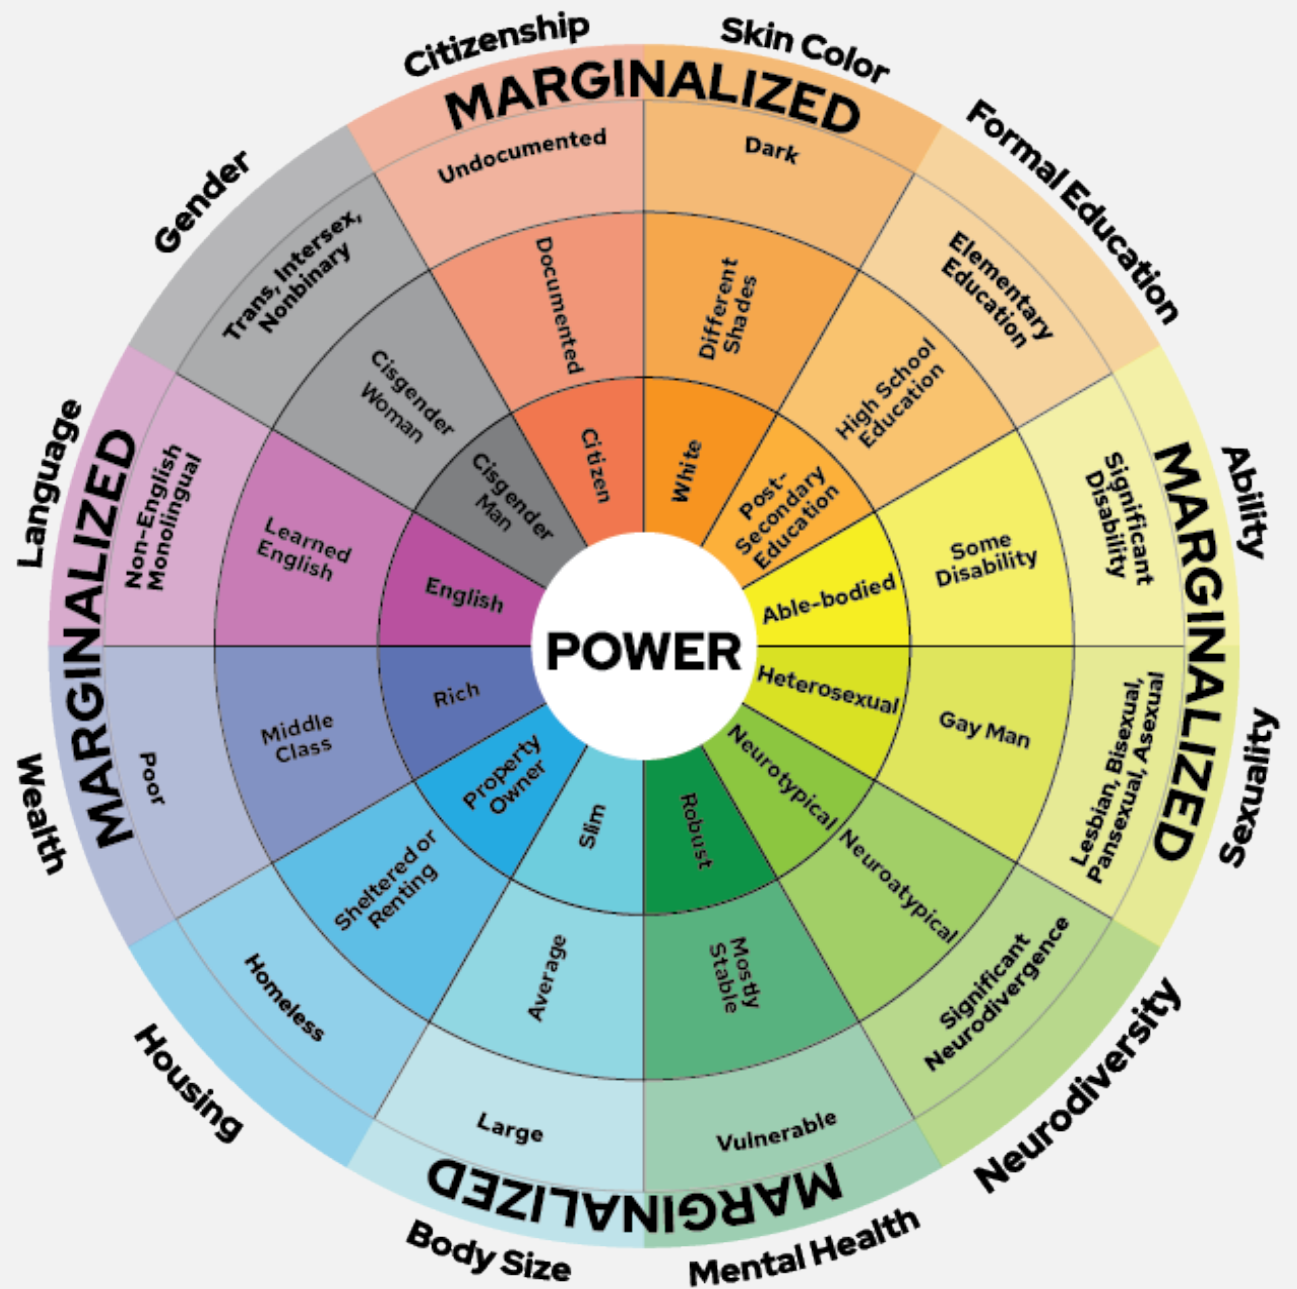 Citizenship
Skin Color
Formal Education
Ability
Sexuality
Neurodiversity
Mental Health
Body Size
Housing
Wealth
Language
Gender
MARGINALIZED
MARGINALIZED
MARGINALIZED
MARGINALIZED
Undocumented
Documented
Citizen
Dark
Different
Shades
White
Elementary
Education
High School
Education
Post-
Secondary
Education
Significant
Disability
Some
Disability
Able-bodied
Lesbian, Bisexual,
Pansexual, Asexual
Gay Man
Heterosexual
Significant
Neurodivergence
Neuroatypical
Neurotypical
Vulnerable
Mostly
Stable
Robust
Large
Average
Slim
Homeless
Sheltered or
Renting
Property
Owner
Poor
Middle
Class
Rich
Non-English
Monolingual
Learned
English
English
Trans, Intersex,
Nonbinary
Cisgender
Woman
Cisgender
Man
POWER